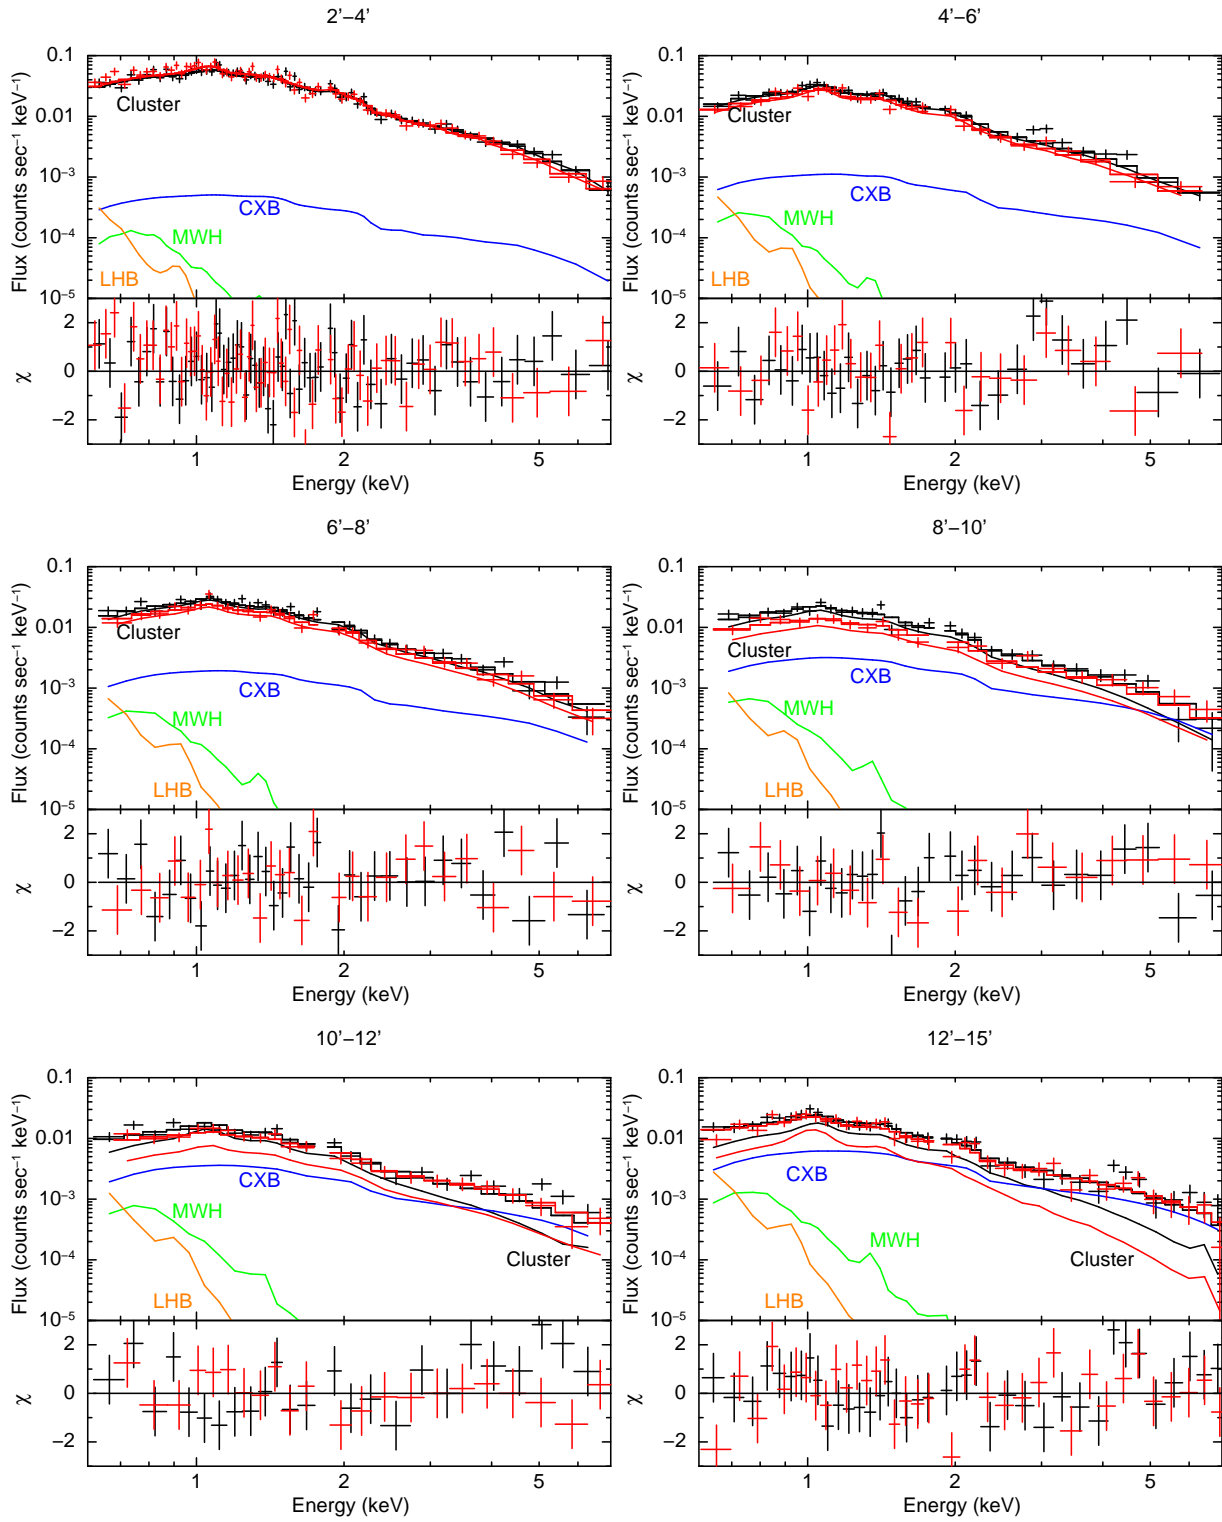 2’–4’
4’–6’
Flux (counts sec⁻¹ keV⁻¹)
0.1
0.01
10⁻³
10⁻⁴
10⁻⁵
Cluster
CXB
MWH
LHB
χ
2
0
−2
1
2
5
Energy (keV)
Flux (counts sec⁻¹ keV⁻¹)
0.1
0.01
10⁻³
10⁻⁴
10⁻⁵
Cluster
CXB
MWH
LHB
χ
2
0
−2
1
2
5
Energy (keV)
6’–8’
8’–10’
Flux (counts sec⁻¹ keV⁻¹)
0.1
0.01
10⁻³
10⁻⁴
10⁻⁵
Cluster
CXB
MWH
LHB
χ
2
0
−2
1
2
5
Energy (keV)
Flux (counts sec⁻¹ keV⁻¹)
0.1
0.01
10⁻³
10⁻⁴
10⁻⁵
Cluster
CXB
MWH
LHB
χ
2
0
−2
1
2
5
Energy (keV)
10’–12’
12’–15’
Flux (counts sec⁻¹ keV⁻¹)
0.1
0.01
10⁻³
10⁻⁴
10⁻⁵
CXB
MWH
Cluster
LHB
χ
2
0
−2
1
2
5
Energy (keV)
Flux (counts sec⁻¹ keV⁻¹)
0.1
0.01
10⁻³
10⁻⁴
10⁻⁵
CXB
MWH
Cluster
LHB
χ
2
0
−2
1
2
5
Energy (keV)